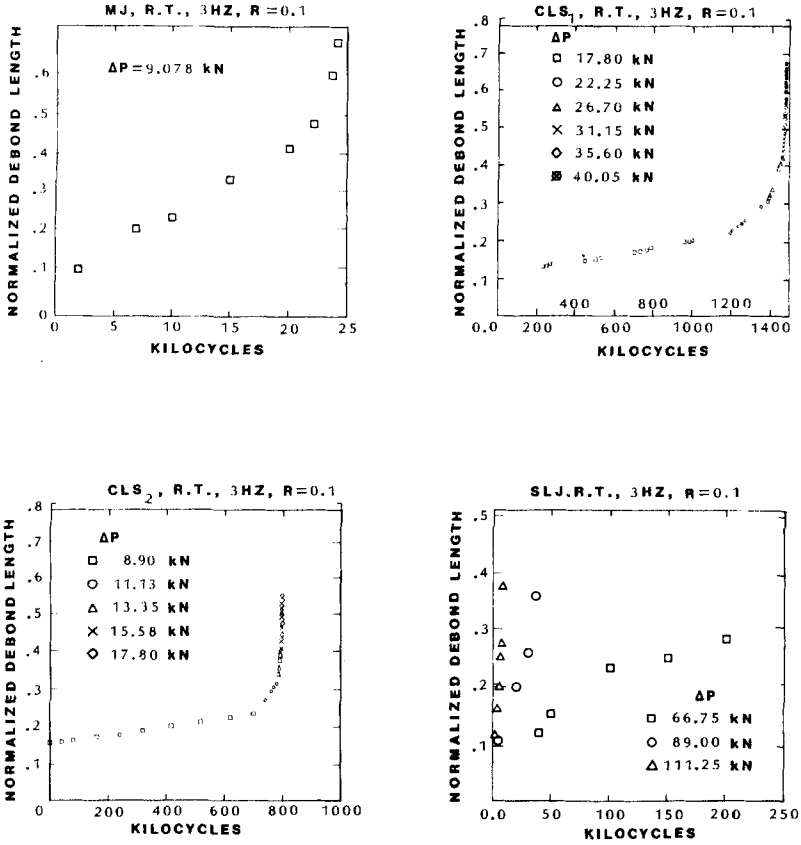 MJ, R.T., 3HZ, R=0.1
NORMALIZED DEBOND LENGTH
ΔP=9.078 kN
.6
.5
.4
.3
.2
.1
0
0 5 10 15 20 25
KILOCYCLES
CLS1, R.T., 3HZ, R=0.1
NORMALIZED DEBOND LENGTH
.8
.7
.6
.5
.4
.3
.2
.1
ΔP
17.80 kN
22.25 kN
26.70 kN
31.15 kN
35.60 kN
40.05 kN
400 800 1200
0.0 200 600 1000 1400
KILOCYCLES
CLS2, R.T., 3HZ, R=0.1
NORMALIZED DEBOND LENGTH
.8
.7
.6
.5
.4
.3
.2
.1
ΔP
8.90 kN
11.13 kN
13.35 kN
15.58 kN
17.80 kN
0 200 400 600 800 1000
KILOCYCLES
SLJ.R.T., 3HZ, R=0.1
NORMALIZED DEBOND LENGTH
.5
.4
.3
.2
.1
ΔP
66.75 kN
89.00 kN
111.25 kN
0.0 50 100 150 200 250
KILOCYCLES